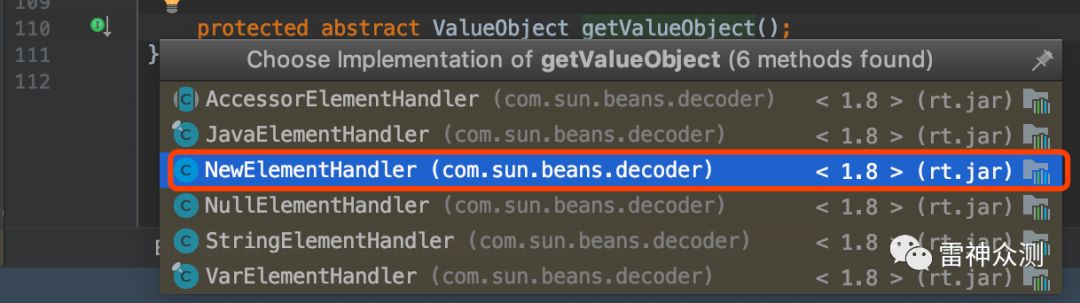 109
110 protected abstract ValueObject getValueObject();
111 }
Choose Implementation of getValueObject (6 methods found)
112
AccessorElementHandler (com.sun.beans.decoder) < 1.8 > (rt.jar)
JavaElementHandler (com.sun.beans.decoder) < 1.8 > (rt.jar)
NewElementHandler (com.sun.beans.decoder) < 1.8 > (rt.jar)
NullElementHandler (com.sun.beans.decoder) < 1.8 > (rt.jar)
StringElementHandler (com.sun.beans.decoder) < 1.8 > (rt.jar)
VarElementHandler (com.sun.beans.decoder) < 1.8 > (rt.jar)
雷神众测